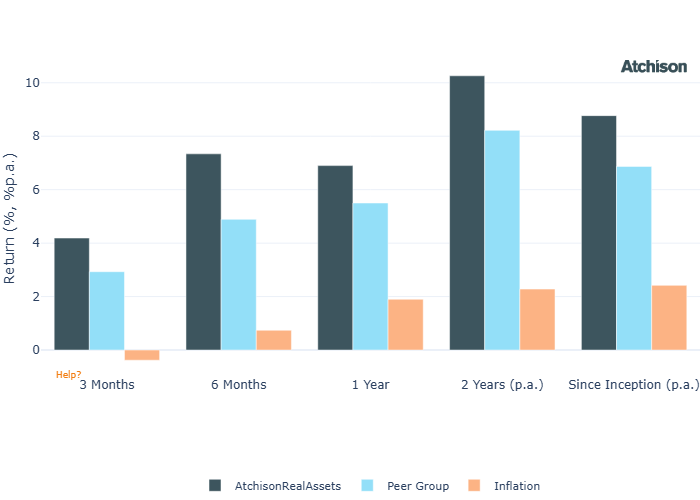 Atchison
10
8
6
4
2
0
Return (%, %p.a.)
Help?
3 Months
6 Months
1 Year
2 Years (p.a.)
Since Inception (p.a.)
AtchisonRealAssets
Peer Group
Inflation